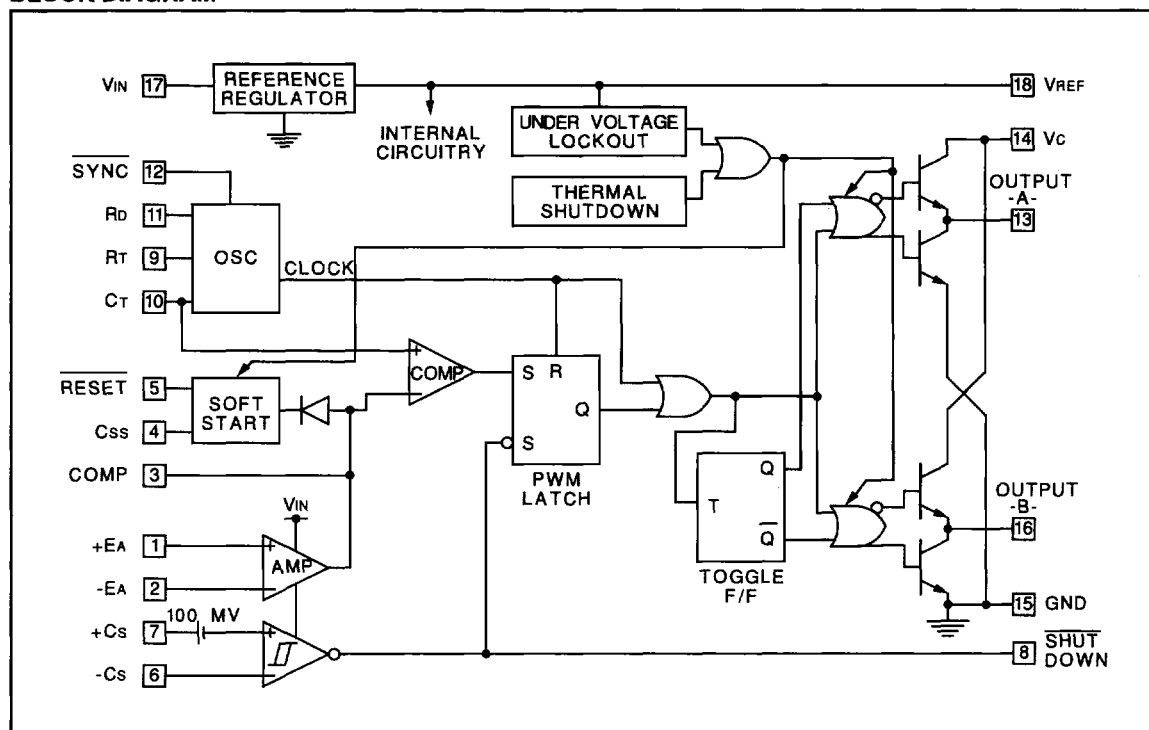 BLOCK DIAGRAM
VIN 17
REFERENCE
REGULATOR
18 VREF
INTERNAL
CIRCUITRY
UNDER VOLTAGE
LOCKOUT
14 VC
SYNC 12
THERMAL
SHUTDOWN
OUTPUT
-A-
13
RD 11
RT 9
OSC
CLOCK
CT 10
+
COMP
–
RESET 5
SOFT
START
CSS 4
S R
Q
S
PWM
LATCH
COMP 3
VIN
Q
T
Q
TOGGLE
F/F
OUTPUT
-B-
16
+EA 1
+
AMP
–
-EA 2
15 GND
100 MV
+CS 7
+
–
-CS 6
8 SHUT
DOWN